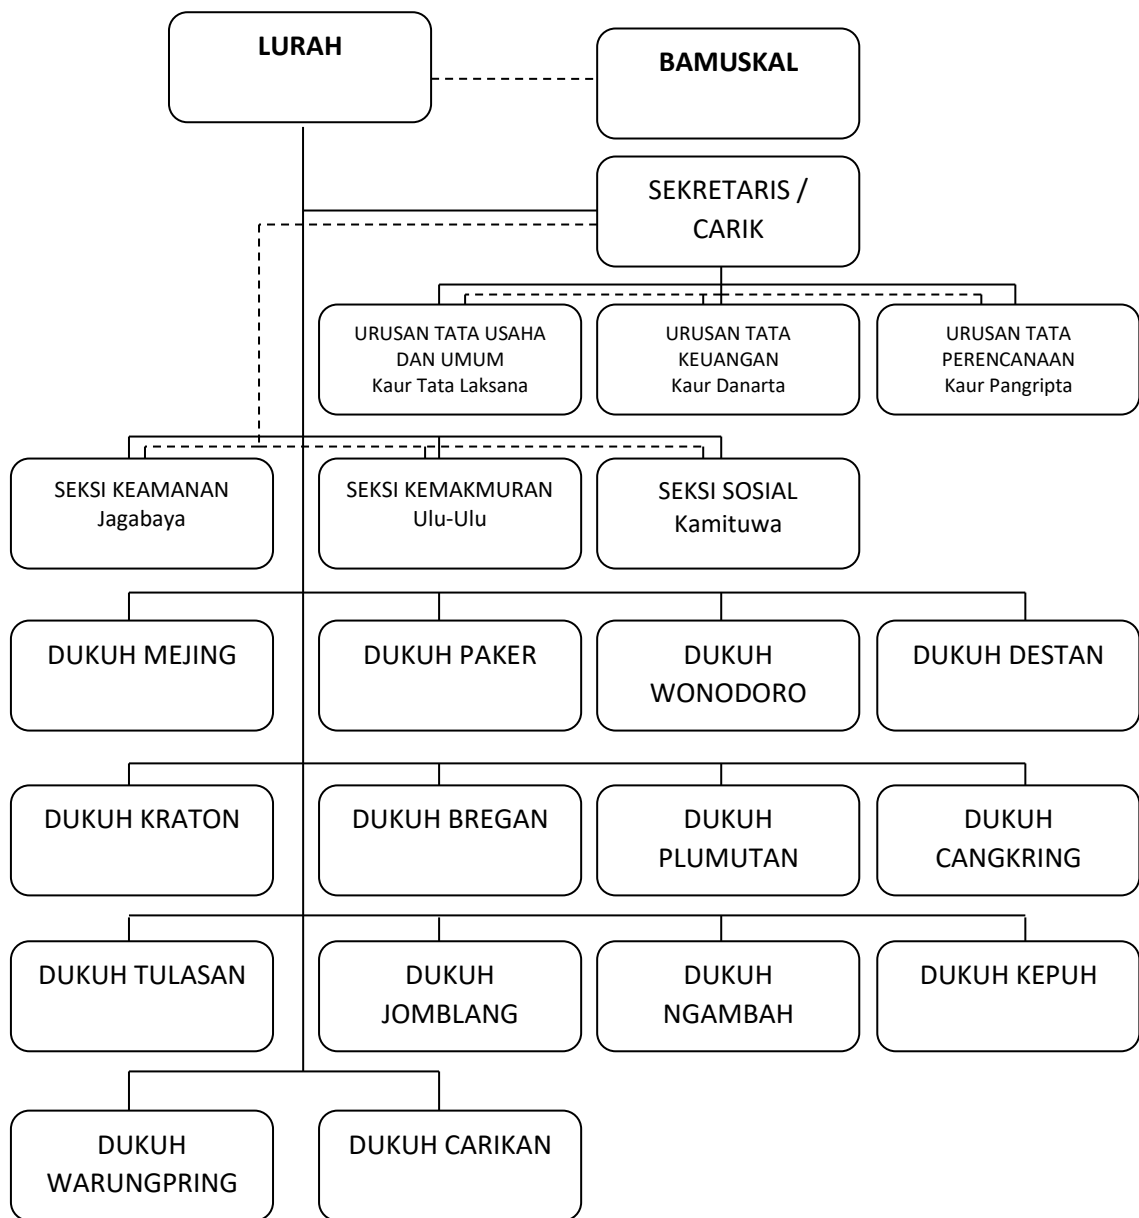 LURAH
BAMUSKAL
SEKRETARIS /
CARIK
URUSAN TATA USAHA
DAN UMUM
Kaur Tata Laksana
URUSAN TATA
KEUANGAN
Kaur Danarta
URUSAN TATA
PERENCANAAN
Kaur Pangripta
SEKSI KEAMANAN
Jagabaya
SEKSI KEMAKMURAN
Ulu-Ulu
SEKSI SOSIAL
Kamituwa
DUKUH MEJING
DUKUH PAKER
DUKUH
WONODORO
DUKUH DESTAN
DUKUH KRATON
DUKUH BREGAN
DUKUH
PLUMUTAN
DUKUH
CANGKRING
DUKUH TULASAN
DUKUH
JOMBLANG
DUKUH
NGAMBAH
DUKUH KEPUH
DUKUH
WARUNGPRING
DUKUH CARIKAN